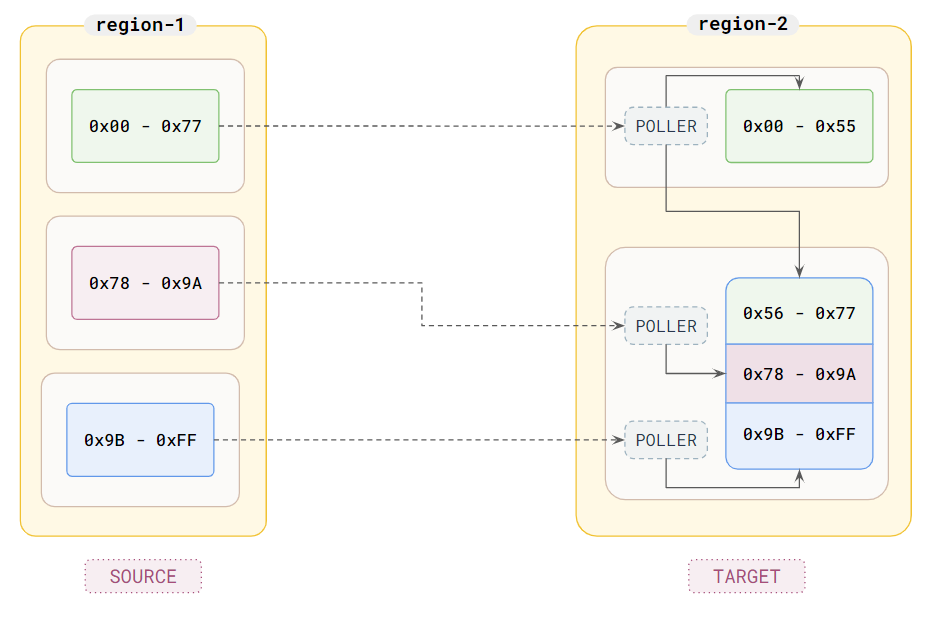 region-1
region-2
0x00 - 0x77
POLLER
0x00 - 0x55
0x78 - 0x9A
POLLER
0x56 - 0x77
0x78 - 0x9A
0x9B - 0xFF
POLLER
0x9B - 0xFF
SOURCE
TARGET